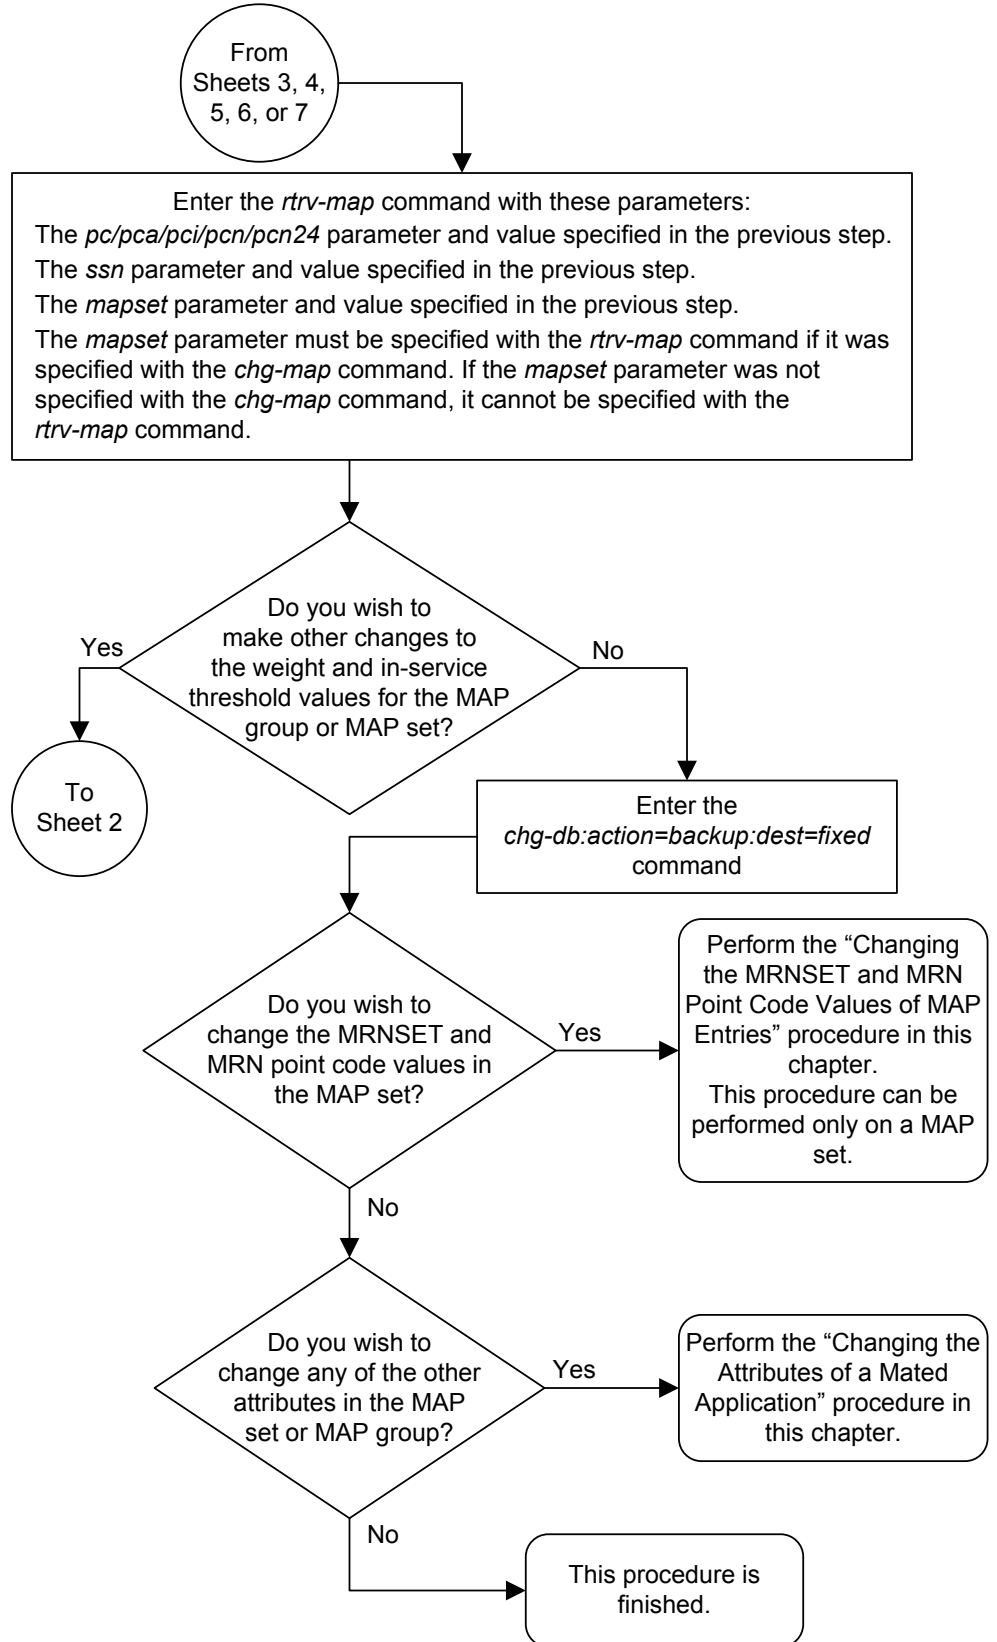 From
Sheets 3, 4,
5, 6, or 7
Enter the rtrv-map command with these parameters:
The pc/pca/pci/pcn/pcn24 parameter and value specified in the previous step.
The ssn parameter and value specified in the previous step.
The mapset parameter and value specified in the previous step.
The mapset parameter must be specified with the rtrv-map command if it was
specified with the chg-map command. If the mapset parameter was not
specified with the chg-map command, it cannot be specified with the
rtrv-map command.
Do you wish to
make other changes to
the weight and in-service
threshold values for the MAP
group or MAP set?
Yes
No
To
Sheet 2
Enter the
chg-db:action=backup:dest=fixed
command
Do you wish to
change the MRNSET and
MRN point code values in
the MAP set?
Yes
Perform the “Changing
the MRNSET and MRN
Point Code Values of MAP
Entries” procedure in this
chapter.
This procedure can be
performed only on a MAP
set.
No
Do you wish to
change any of the other
attributes in the MAP
set or MAP group?
Yes
Perform the “Changing the
Attributes of a Mated
Application” procedure in
this chapter.
No
This procedure is
finished.